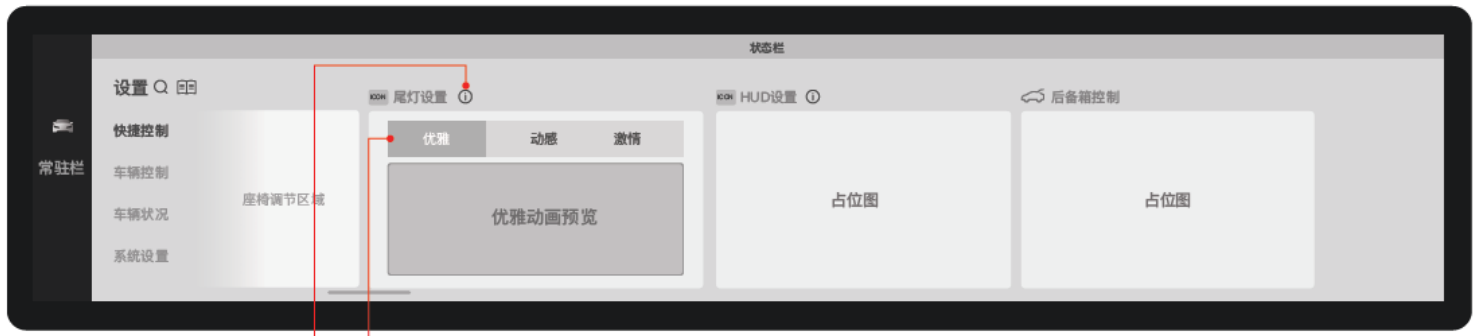 状态栏
设置
快捷控制
车辆控制
车辆状况
系统设置
常驻栏
座椅调节区域
ICON 尾灯设置
优雅 动感 激情
优雅动画预览
ICON HUD设置
占位图
后备箱控制
占位图